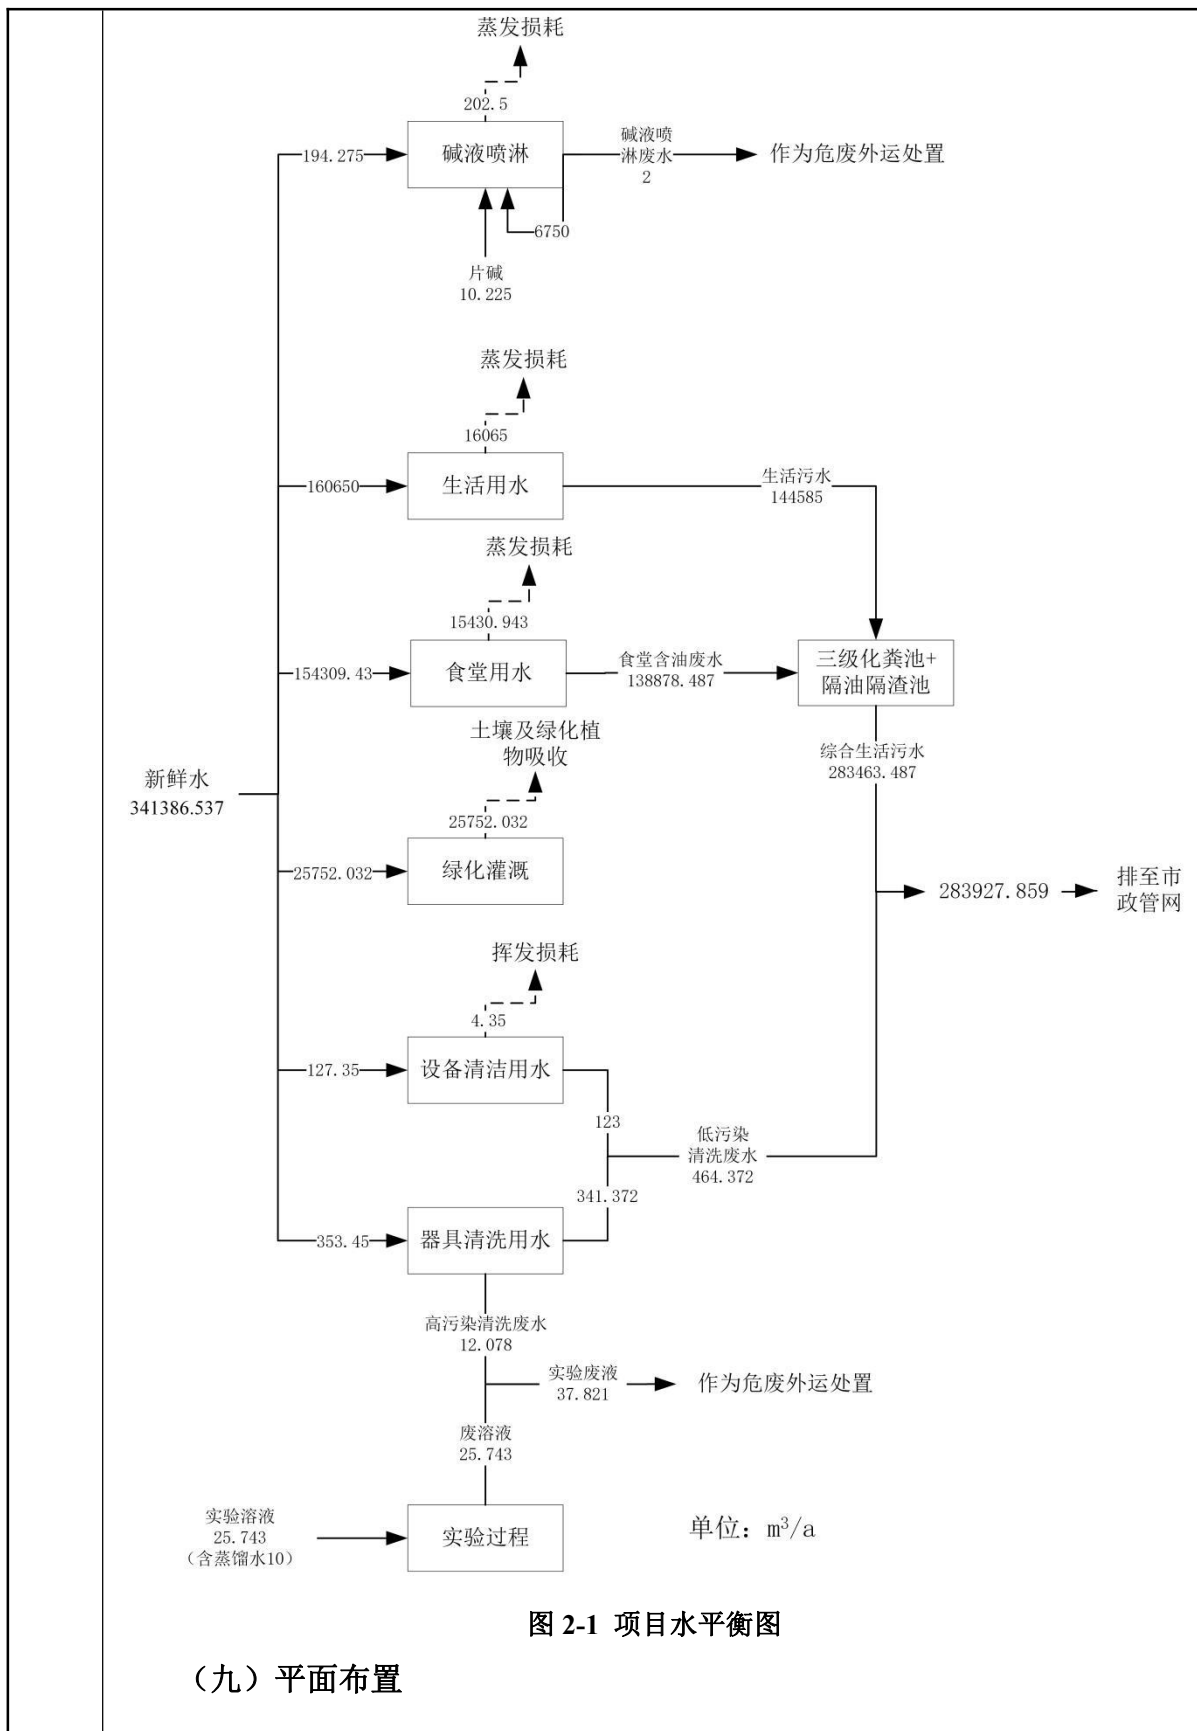 蒸发损耗
202.5
194.275
碱液喷淋
碱液喷
淋废水
2
作为危废外运处置
6750
片碱
10.225
蒸发损耗
16065
160650
生活用水
生活污水
144585
蒸发损耗
15430.943
154309.43
食堂用水
食堂含油废水
138878.487
三级化粪池+
隔油隔渣池
土壤及绿化植
物吸收
综合生活污水
283463.487
新鲜水
341386.537
25752.032
25752.032
绿化灌溉
283927.859
排至市
政管网
挥发损耗
4.35
127.35
设备清洁用水
123
低污染
清洗废水
464.372
341.372
353.45
器具清洗用水
高污染清洗废水
12.078
实验废液
37.821
作为危废外运处置
废溶液
25.743
实验溶液
25.743
（含蒸馏水10）
实验过程
单位：m³/a
图 2-1 项目水平衡图
（九）平面布置